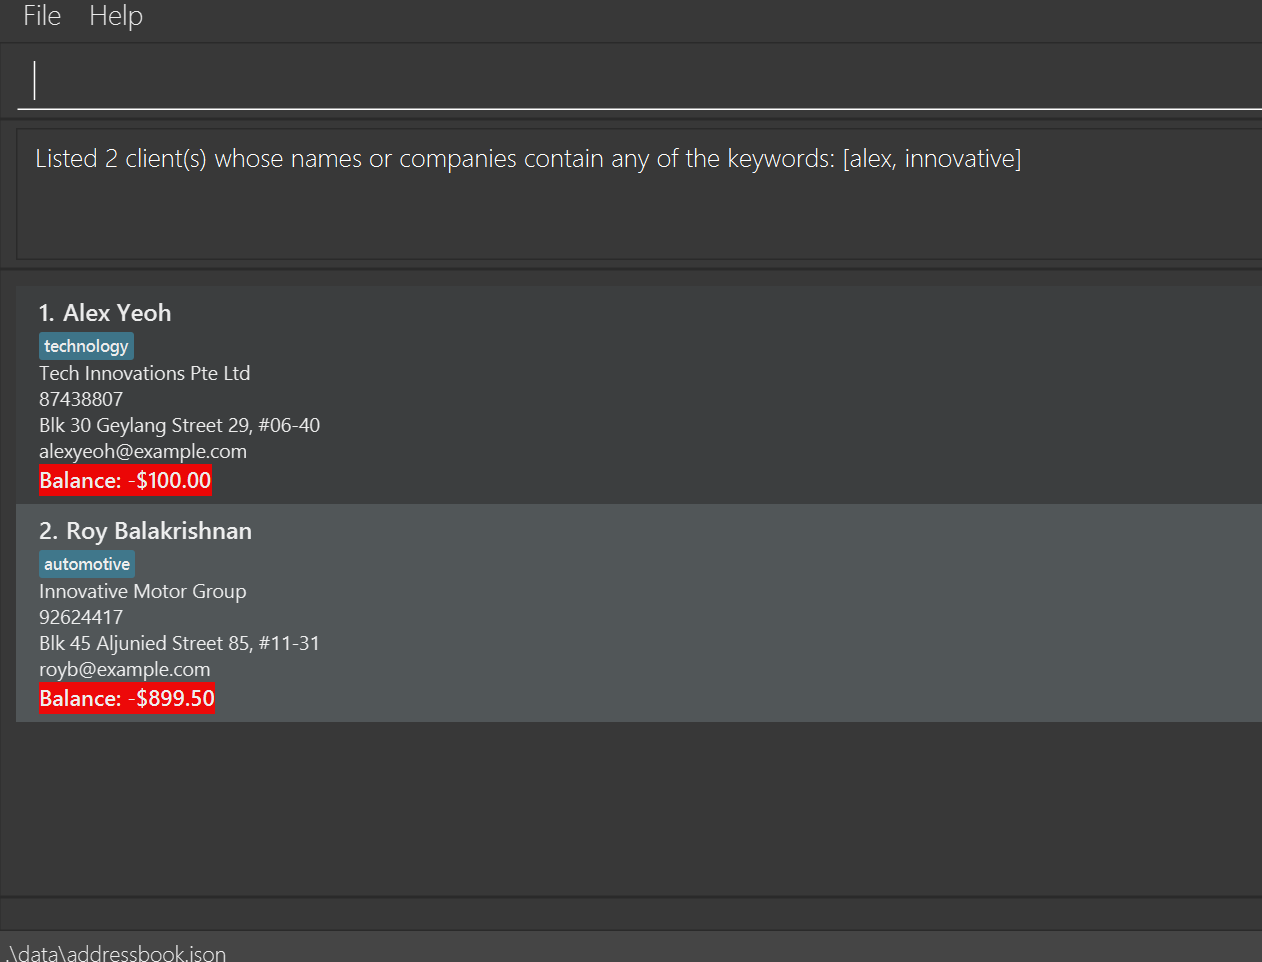 File Help
Listed 2 client(s) whose names or companies contain any of the keywords: [alex, innovative]
1. Alex Yeoh
technology
Tech Innovations Pte Ltd
87438807
Blk 30 Geylang Street 29, #06-40
alexyeoh@example.com
Balance: -$100.00
2. Roy Balakrishnan
automotive
Innovative Motor Group
92624417
Blk 45 Aljunied Street 85, #11-31
royb@example.com
Balance: -$899.50
.\data\addressbook.json